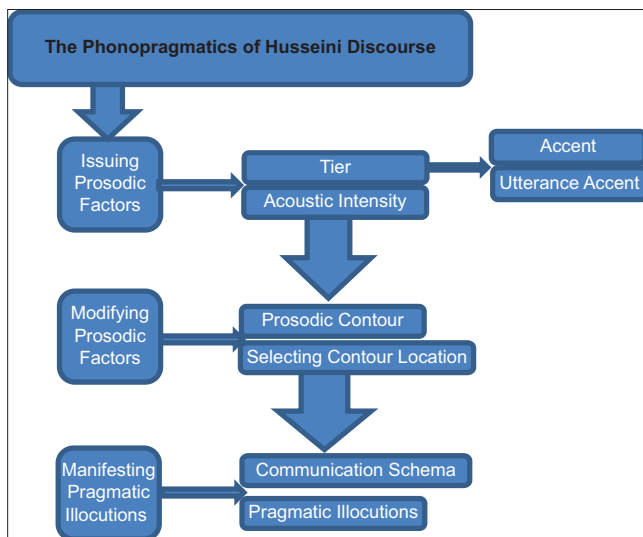 The Phonopragmatics of Husseini Discourse
Issuing
Prosodic
Factors
Tier
Acoustic Intensity
Accent
Utterance Accent
Modifying
Prosodic
Factors
Prosodic Contour
Selecting Contour Location
Manifesting
Pragmatic
Illocutions
Communication Schema
Pragmatic Illocutions